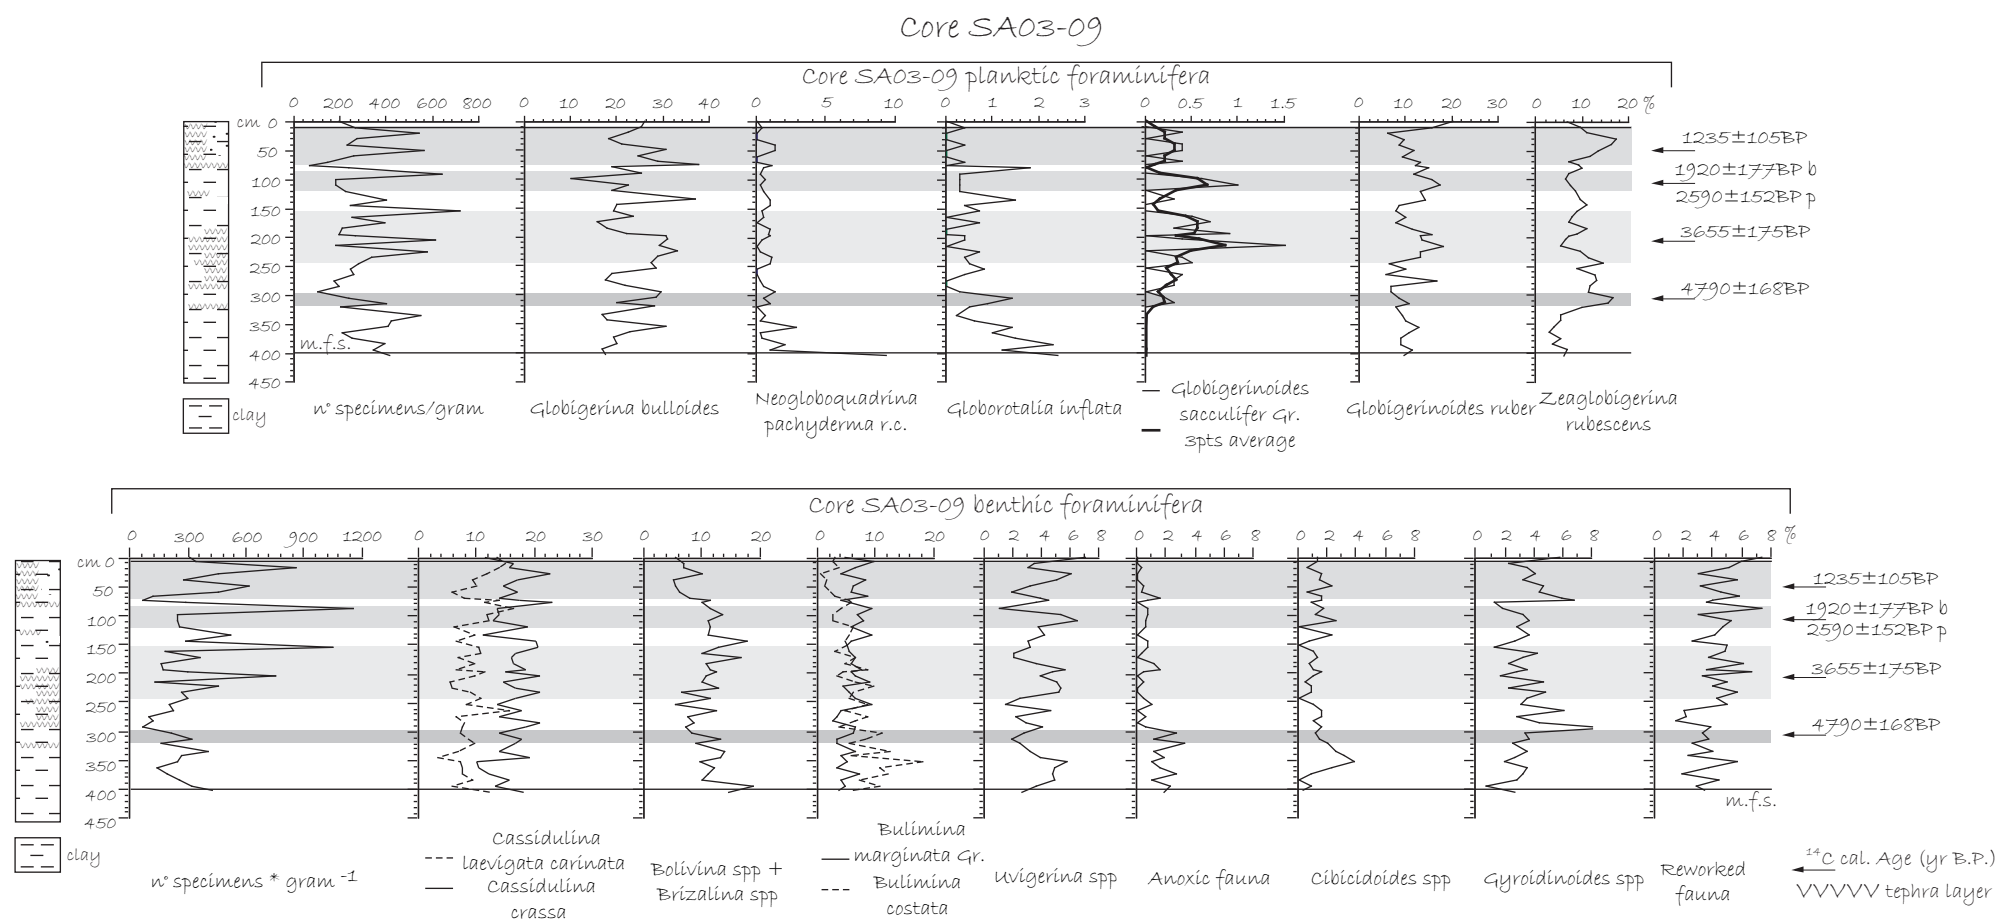 Core SA03-09
Core SA03-09 planktic foraminifera
0 200 400 600 800 0 10 20 30 40 0 5 10 0 1 2 3 0 0.5 1 1.5 0 10 20 30 0 10 20 %
cm 0
50
100
150
200
250
300
350
400
450
m.f.s.
1235±105BP
1920±177BP b
2590±152BP p
3655±175BP
4790±168BP
clay
n° specimens/gram
Globigerina bulloides
Neogloboquadrina
pachyderma r.c.
Globorotalia inflata
Globigerinoides
sacculifer Gr.
3pts average
Globigerinoides ruber
Zeaglobigerina
rubescens
Core SA03-09 benthic foraminifera
0 300 600 900 1200 0 10 20 30 0 10 20 0 10 20 0 2 4 6 8 0 2 4 6 8 0 2 4 6 8 0 2 4 6 8 0 2 4 6 8 %
cm 0
50
100
150
200
250
300
350
400
450
1235±105BP
1920±177BP b
2590±152BP p
3655±175BP
4790±168BP
m.f.s.
clay
n° specimens * gram -1
Cassidulina
laevigata carinata
Cassidulina
crassa
Bolivina spp +
Brizalina spp
Bulimina
marginata Gr.
Bulimina
costata
Uvigerina spp
Anoxic fauna
Cibicidoides spp
Gyroidinoides spp
Reworked
fauna
14C cal. Age (yr B.P.)
VVVVV tephra layer